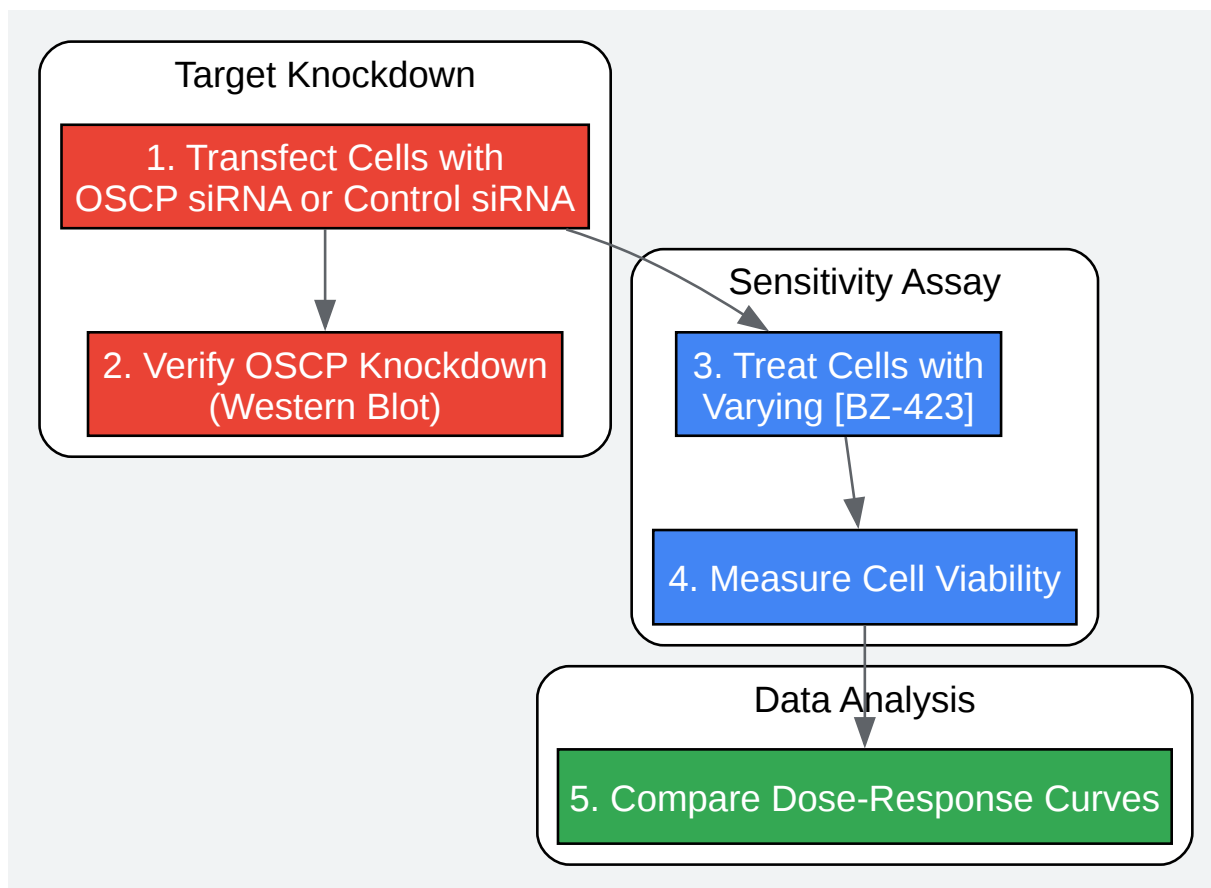 Target Knockdown
1. Transfect Cells with
OSCP siRNA or Control siRNA
2. Verify OSCP Knockdown
(Western Blot)
Sensitivity Assay
3. Treat Cells with
Varying [BZ-423]
4. Measure Cell Viability
Data Analysis
5. Compare Dose-Response Curves